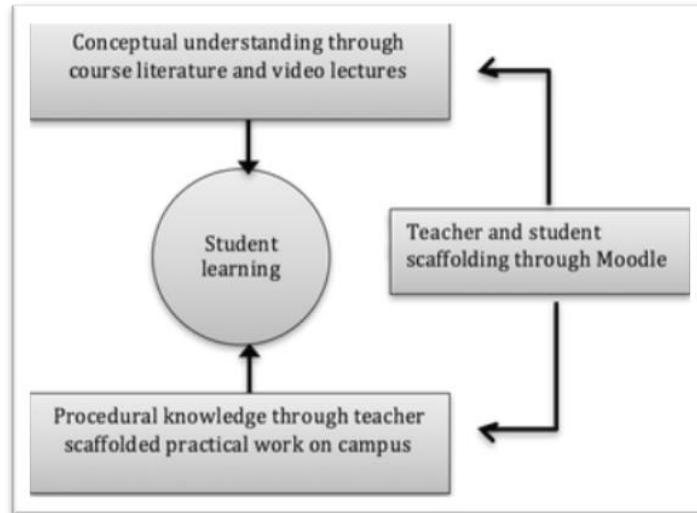 Conceptual understanding through
course literature and video lectures
Student
learning
Teacher and student
scaffolding through Moodle
Procedural knowledge through teacher
scaffolded practical work on campus